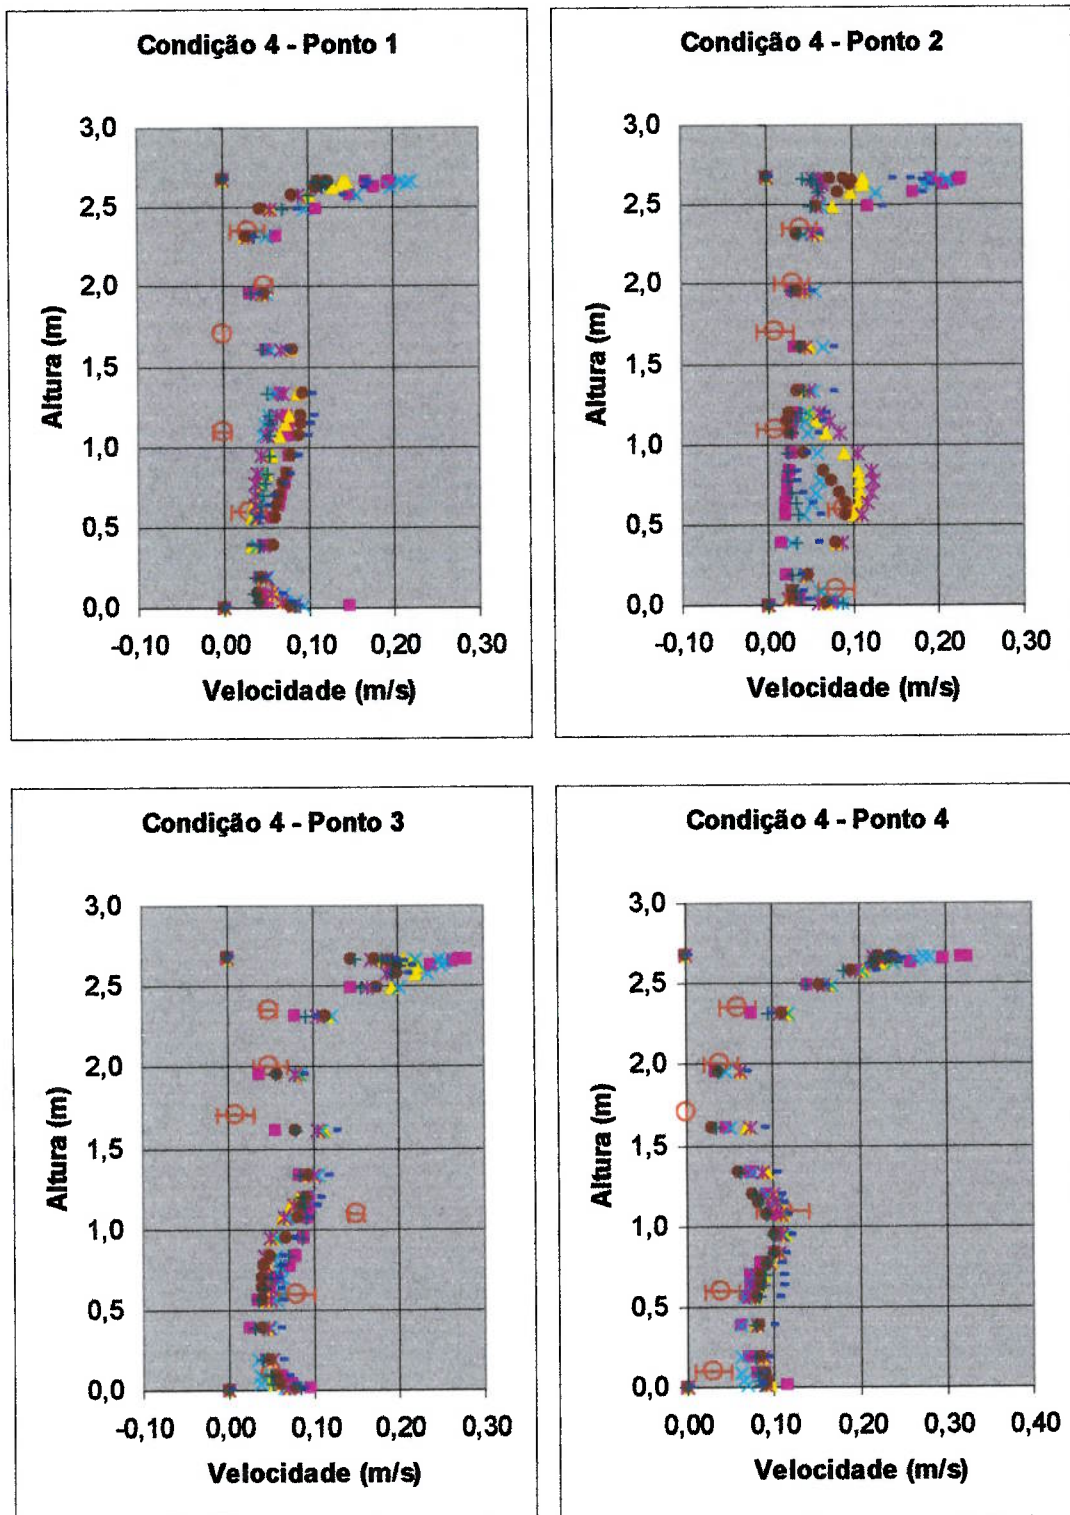 Condição 4 - Ponto 1
3,0
2,5
2,0
1,5
1,0
0,5
0,0
Altura (m)
-0,10 0,00 0,10 0,20 0,30
Velocidade (m/s)
Condição 4 - Ponto 2
3,0
2,5
2,0
1,5
1,0
0,5
0,0
Altura (m)
-0,10 0,00 0,10 0,20 0,30
Velocidade (m/s)
Condição 4 - Ponto 3
3,0
2,5
2,0
1,5
1,0
0,5
0,0
Altura (m)
-0,10 0,00 0,10 0,20 0,30
Velocidade (m/s)
Condição 4 - Ponto 4
3,0
2,5
2,0
1,5
1,0
0,5
0,0
Altura (m)
0,00 0,10 0,20 0,30 0,40
Velocidade (m/s)